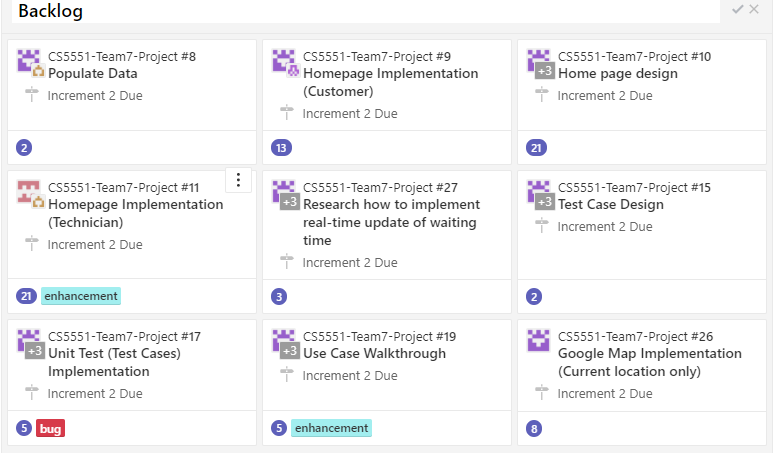 Backlog
CS5551-Team7-Project #8
Populate Data
Increment 2 Due
2
CS5551-Team7-Project #9
Homepage Implementation
(Customer)
Increment 2 Due
13
CS5551-Team7-Project #10
+3
Home page design
Increment 2 Due
21
CS5551-Team7-Project #11
Homepage Implementation
(Technician)
Increment 2 Due
21 enhancement
CS5551-Team7-Project #27
+3
Research how to implement
real-time update of waiting
time
Increment 2 Due
3
CS5551-Team7-Project #15
+3
Test Case Design
Increment 2 Due
2
CS5551-Team7-Project #17
+3
Unit Test (Test Cases)
Implementation
Increment 2 Due
5 bug
CS5551-Team7-Project #19
+3
Use Case Walkthrough
Increment 2 Due
5 enhancement
CS5551-Team7-Project #26
Google Map Implementation
(Current location only)
Increment 2 Due
8